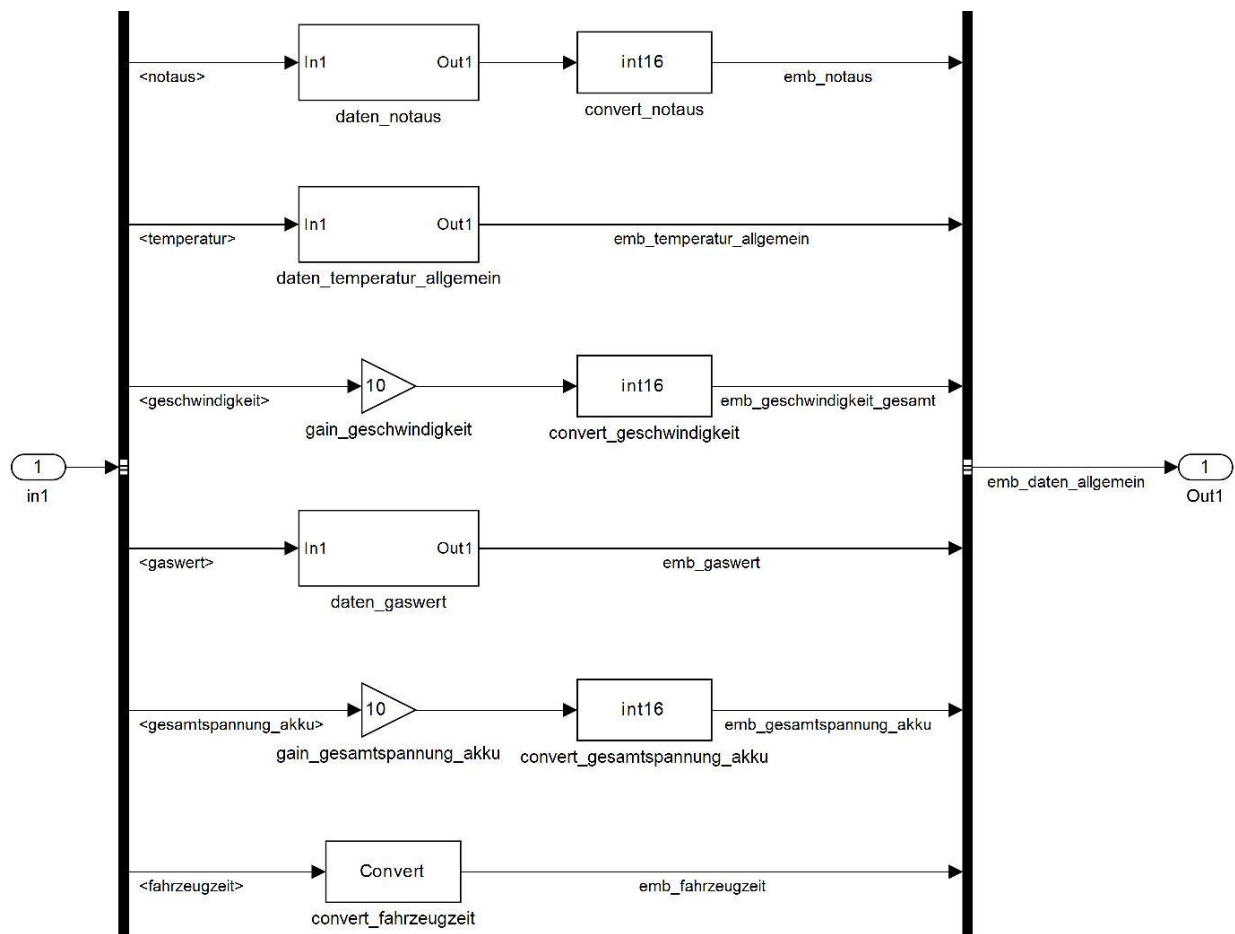 In1 Out1 int16
<notaus> emb_notaus
daten_notaus convert_notaus
In1 Out1
<temperatur> emb_temperatur_allgemein
daten_temperatur_allgemein
10 int16
<geschwindigkeit> emb_geschwindigkeit_gesamt
gain_geschwindigkeit convert_geschwindigkeit
1 1
in1 emb_daten_allgemein Out1
In1 Out1
<gaswert> emb_gaswert
daten_gaswert
10 int16
<gesamtspannung_akku> emb_gesamtspannung_akku
gain_gesamtspannung_akku convert_gesamtspannung_akku
Convert
<fahrzeugzeit> emb_fahrzeugzeit
convert_fahrzeugzeit